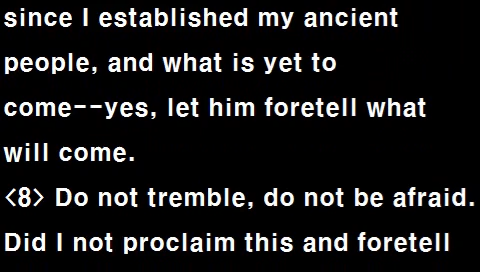 since I established my ancient
people, and what is yet to
come--yes, let him foretell what
will come.
<8> Do not tremble, do not be afraid.
Did I not proclaim this and foretell